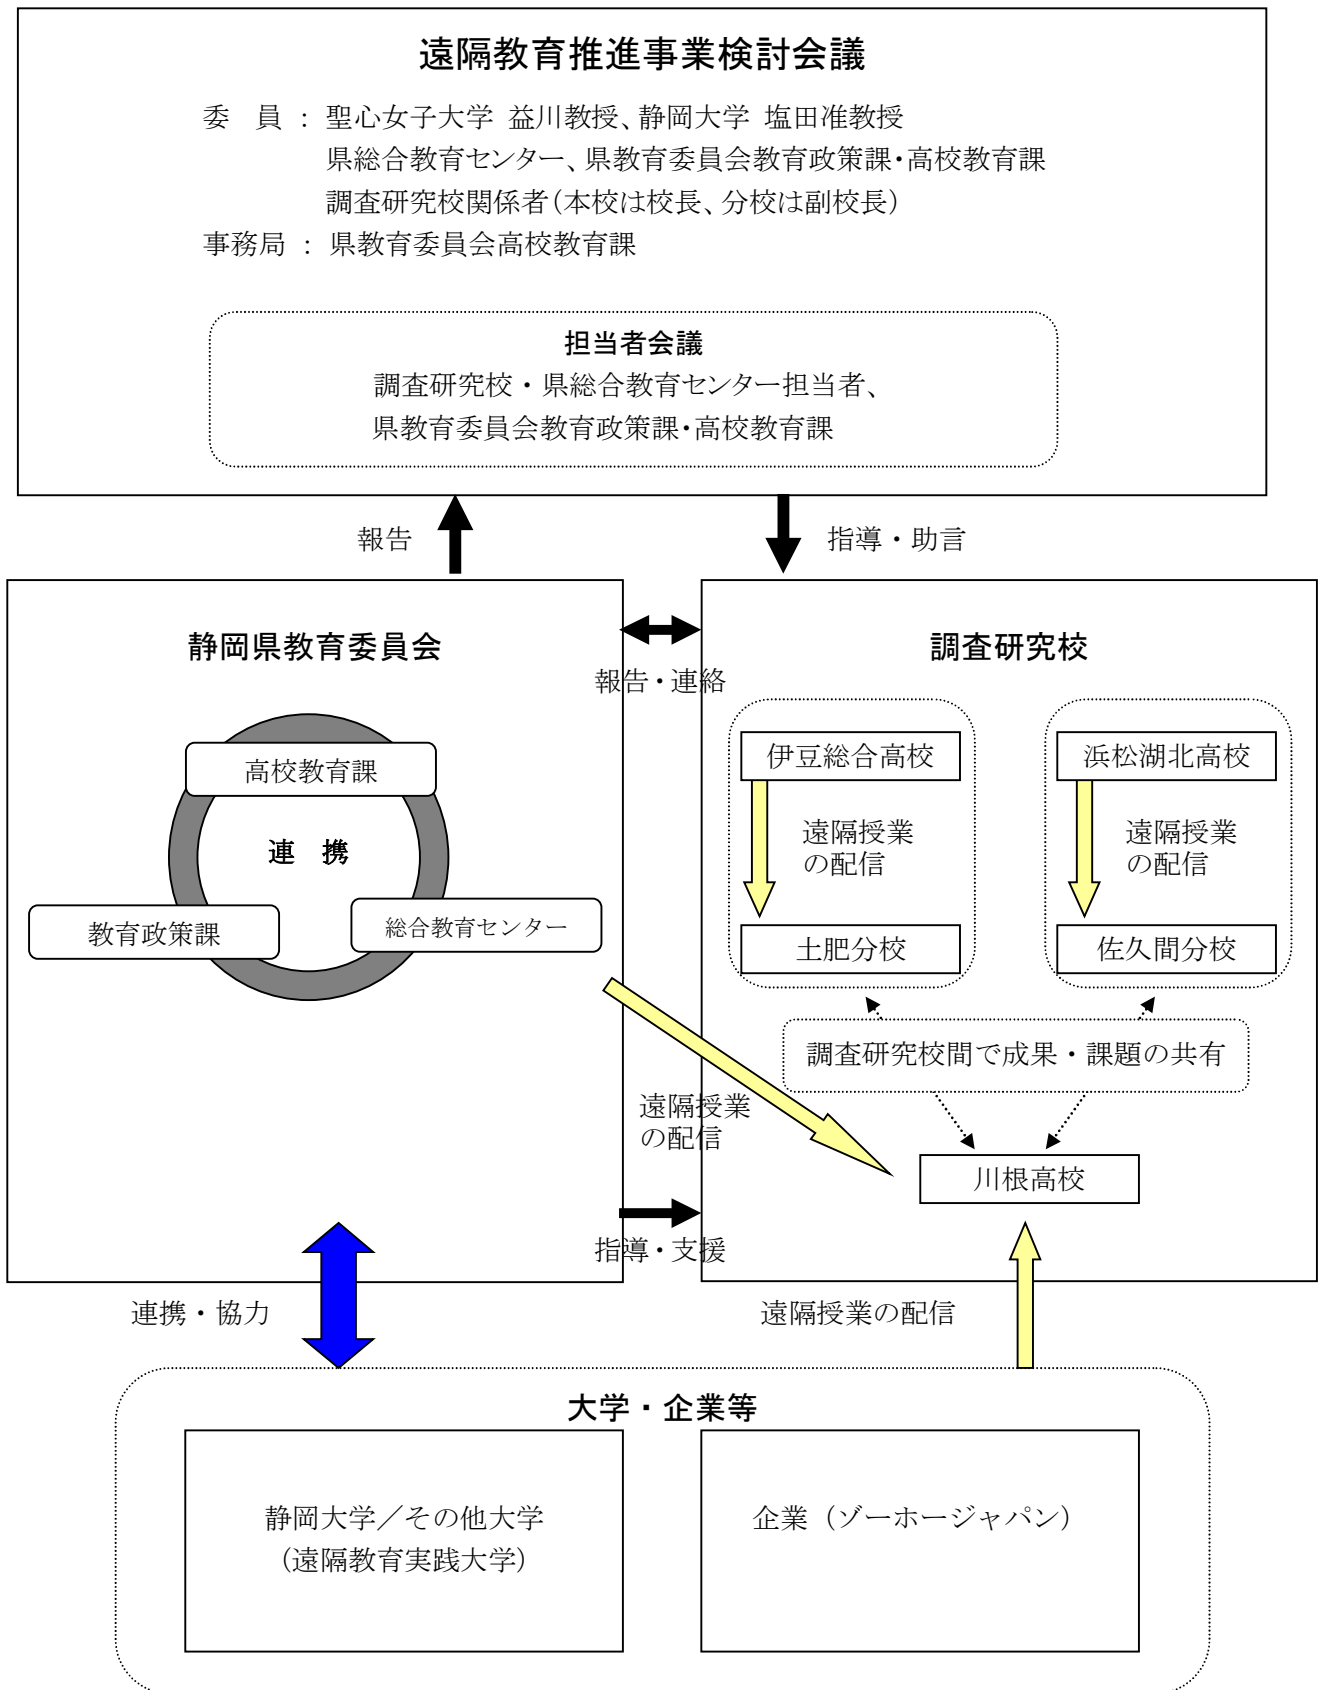 遠隔教育推進事業検討会議
委　員 ： 聖心女子大学 益川教授、静岡大学 塩田准教授
県総合教育センター、県教育委員会教育政策課・高校教育課
調査研究校関係者（本校は校長、分校は副校長）
事務局 ： 県教育委員会高校教育課
担当者会議
調査研究校・県総合教育センター担当者、
県教育委員会教育政策課・高校教育課
報告
指導・助言
静岡県教育委員会
報告・連絡
高校教育課
連　携
教育政策課
総合教育センター
調査研究校
伊豆総合高校
遠隔授業
の配信
土肥分校
浜松湖北高校
遠隔授業
の配信
佐久間分校
調査研究校間で成果・課題の共有
遠隔授業
の配信
川根高校
指導・支援
連携・協力
遠隔授業の配信
大学・企業等
静岡大学／その他大学
（遠隔教育実践大学）
企業（ゾーホージャパン）